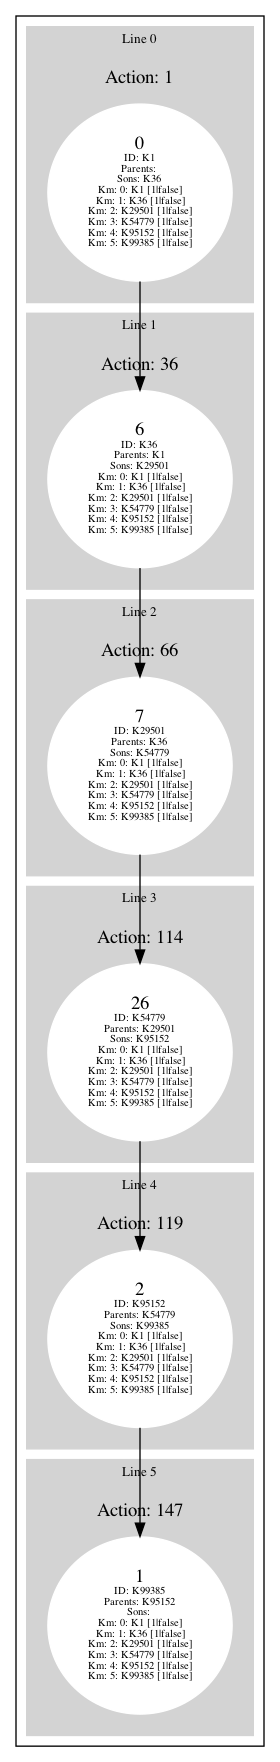 Line 0
Action: 1
0
ID: K1
Parents:
Sons: K36
Km: 0: K1 [1|false]
Km: 1: K36 [1|false]
Km: 2: K29501 [1|false]
Km: 3: K54779 [1|false]
Km: 4: K95152 [1|false]
Km: 5: K99385 [1|false]
Line 1
Action: 36
6
ID: K36
Parents: K1
Sons: K29501
Km: 0: K1 [1|false]
Km: 1: K36 [1|false]
Km: 2: K29501 [1|false]
Km: 3: K54779 [1|false]
Km: 4: K95152 [1|false]
Km: 5: K99385 [1|false]
Line 2
Action: 66
7
ID: K29501
Parents: K36
Sons: K54779
Km: 0: K1 [1|false]
Km: 1: K36 [1|false]
Km: 2: K29501 [1|false]
Km: 3: K54779 [1|false]
Km: 4: K95152 [1|false]
Km: 5: K99385 [1|false]
Line 3
Action: 114
26
ID: K54779
Parents: K29501
Sons: K95152
Km: 0: K1 [1|false]
Km: 1: K36 [1|false]
Km: 2: K29501 [1|false]
Km: 3: K54779 [1|false]
Km: 4: K95152 [1|false]
Km: 5: K99385 [1|false]
Line 4
Action: 119
2
ID: K95152
Parents: K54779
Sons: K99385
Km: 0: K1 [1|false]
Km: 1: K36 [1|false]
Km: 2: K29501 [1|false]
Km: 3: K54779 [1|false]
Km: 4: K95152 [1|false]
Km: 5: K99385 [1|false]
Line 5
Action: 147
1
ID: K99385
Parents: K95152
Sons:
Km: 0: K1 [1|false]
Km: 1: K36 [1|false]
Km: 2: K29501 [1|false]
Km: 3: K54779 [1|false]
Km: 4: K95152 [1|false]
Km: 5: K99385 [1|false]